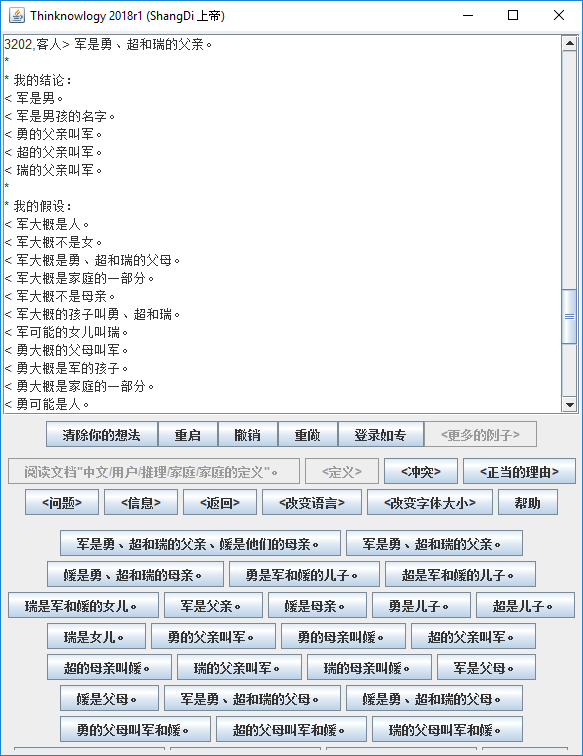 Thinknowlogy 2018r1 (ShangDi 上帝)
3202,客人> 军是勇、超和瑞的父亲。
*
* 我的结论:
< 军是男。
< 军是男孩的名字。
< 勇的父亲叫军。
< 超的父亲叫军。
< 瑞的父亲叫军。
*
* 我的假设:
< 军大概是人。
< 军大概不是女。
< 军大概是勇、超和瑞的父母。
< 军大概是家庭的一部分。
< 军大概不是母亲。
< 军大概的孩子叫勇、超和瑞。
< 军可能的女儿叫瑞。
< 勇大概的父母叫军。
< 勇大概是军的孩子。
< 勇大概是家庭的一部分。
< 勇可能是人。
清除你的想法 重启 撤销 重做 登录如专 <更多的例子>
阅读文档"中文/用户/推理/家庭/家庭的定义"。 <定义> <冲突> <正当的理由>
<问题> <信息> <返回> <改变语言> <改变字体大小> 帮助
军是勇、超和瑞的父亲、媛是他们的母亲。 军是勇、超和瑞的父亲。
媛是勇、超和瑞的母亲。 勇是军和媛的儿子。 超是军和媛的儿子。
瑞是军和媛的女儿。 军是父亲。 媛是母亲。 勇是儿子。 超是儿子。
瑞是女儿。 勇的父亲叫军。 勇的母亲叫媛。 超的父亲叫军。
超的母亲叫媛。 瑞的父亲叫军。 瑞的母亲叫媛。 军是父母。
媛是父母。 军是勇、超和瑞的父母。 媛是勇、超和瑞的父母。
勇的父母叫军和媛。 超的父母叫军和媛。 瑞的父母叫军和媛。